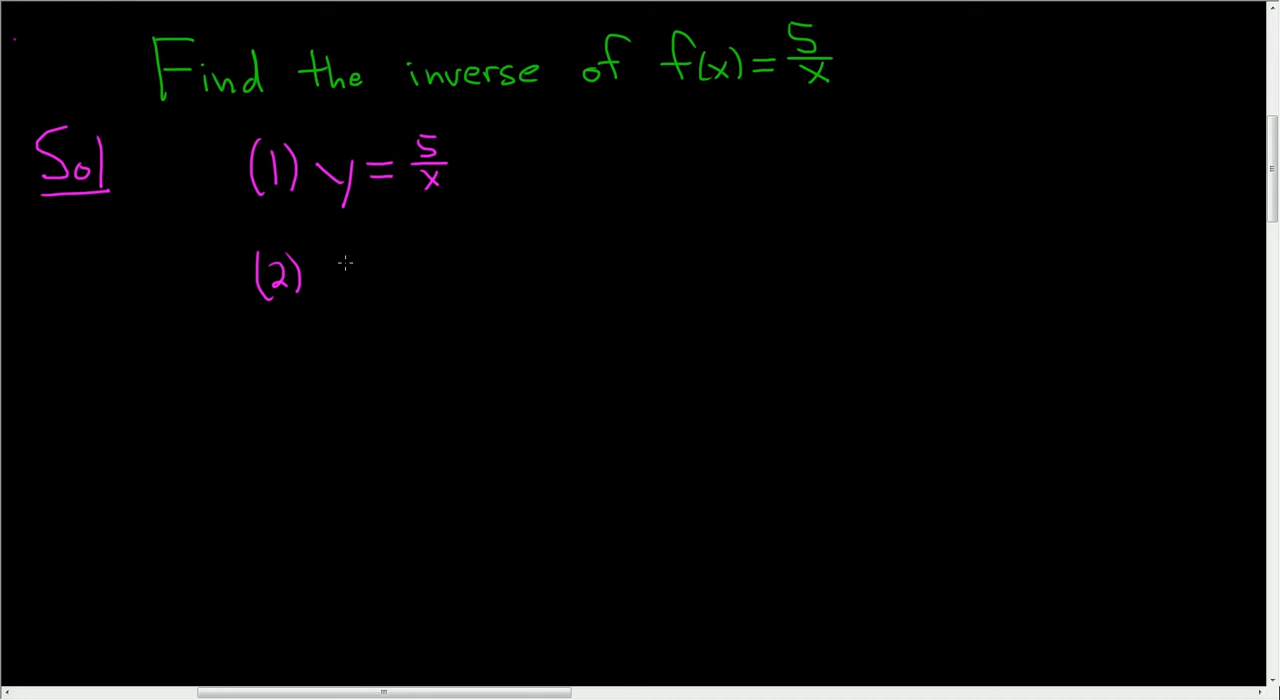 Find the inverse of f(x) = 5/x
Sol (1) y = 5/x
(2)